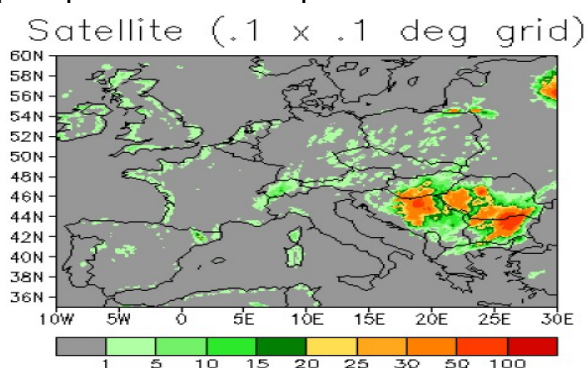 Satellite (.1 x .1 deg grid)
60N
58N
56N
54N
52N
50N
48N
46N
44N
42N
40N
38N
36N
10W 5W 0 5E 10E 15E 20E 25E 30E
1 5 10 15 20 25 30 50 100